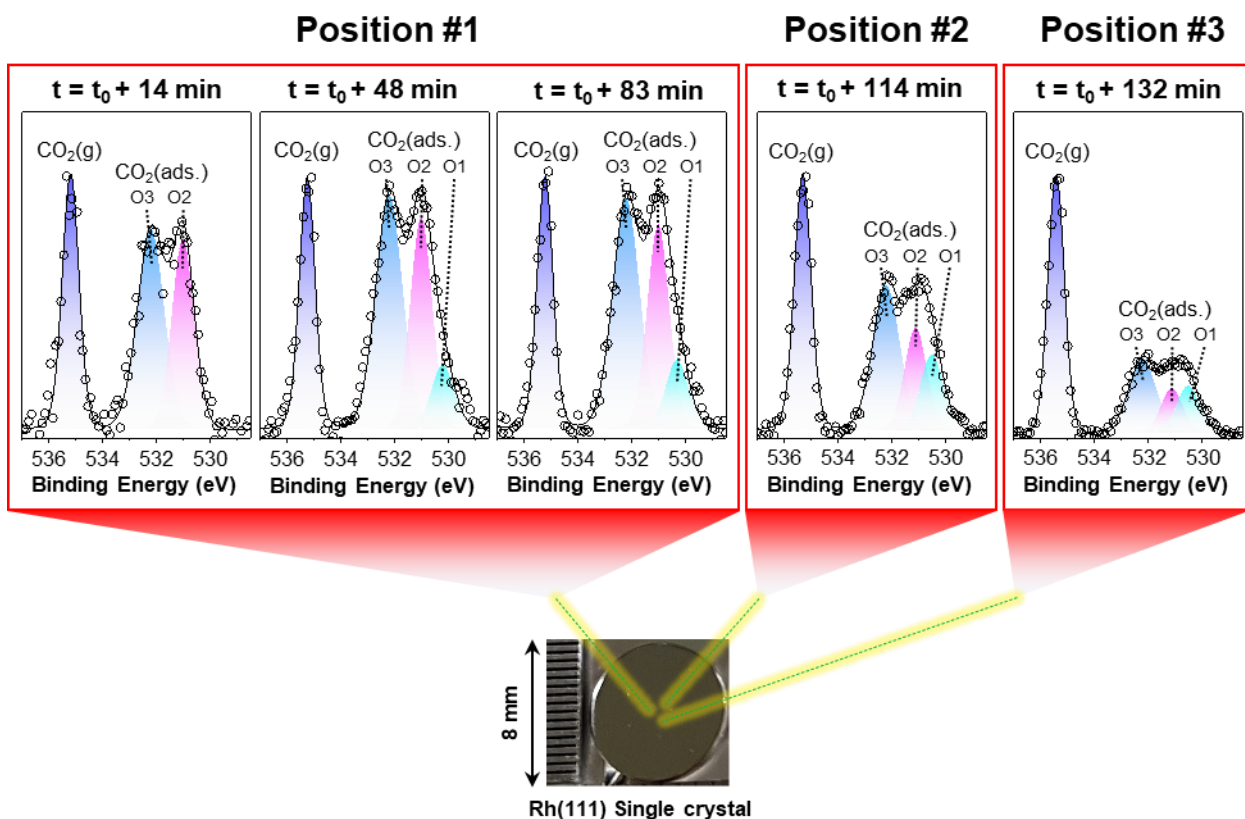 Position #1
Position #2
Position #3
t = t₀ + 14 min
t = t₀ + 48 min
t = t₀ + 83 min
t = t₀ + 114 min
t = t₀ + 132 min
CO₂(g)
CO₂(ads.)
O3 O2
536 534 532 530
Binding Energy (eV)
CO₂(g)
CO₂(ads.)
O3 O2 O1
536 534 532 530
Binding Energy (eV)
CO₂(g)
CO₂(ads.)
O3 O2 O1
536 534 532 530
Binding Energy (eV)
CO₂(g)
CO₂(ads.)
O3 O2 O1
536 534 532 530
Binding Energy (eV)
CO₂(g)
CO₂(ads.)
O3 O2 O1
536 534 532 530
Binding Energy (eV)
8 mm
Rh(111) Single crystal